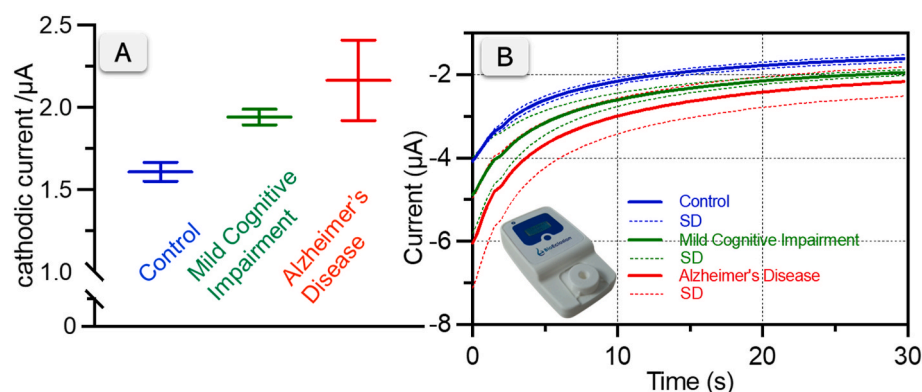 A
cathodic current /µA
2.5
2.0
1.5
1.0
0
Control
Mild Cognitive
Impairment
Alzheimer's
Disease
B
Current (µA)
-2
-4
-6
-8
0
10
20
30
Time (s)
Control
SD
Mild Cognitive Impairment
SD
Alzheimer's Disease
SD